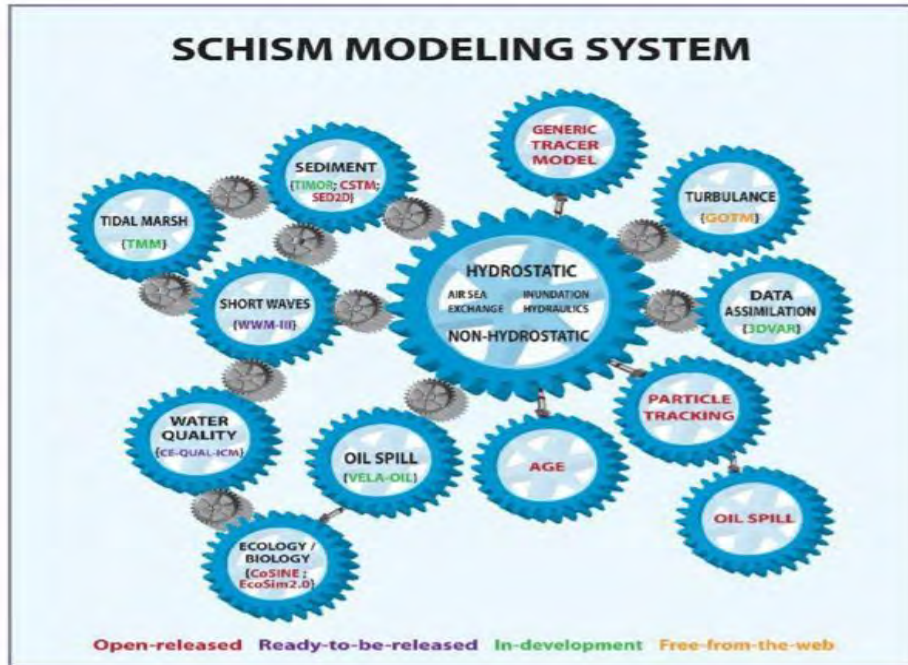 SCHISM MODELING SYSTEM
GENERIC
TRACER
MODEL
SEDIMENT
{TIMOR; CSTM;
SED2D}
TURBULANCE
{GOTM}
TIDAL MARSH
{TMM}
HYDROSTATIC
AIR SEA INUNDATION
EXCHANGE HYDRAULICS
NON-HYDROSTATIC
SHORT WAVES
{WWM-III}
DATA
ASSIMILATION
{3DVAR}
PARTICLE
TRACKING
WATER
QUALITY
{CE-QUAL-ICM}
OIL SPILL
{VELA-OIL}
AGE
OIL SPILL
ECOLOGY /
BIOLOGY
{CoSINE ;
EcoSim2.0}
Open-released Ready-to-be-released In-development Free-from-the-web